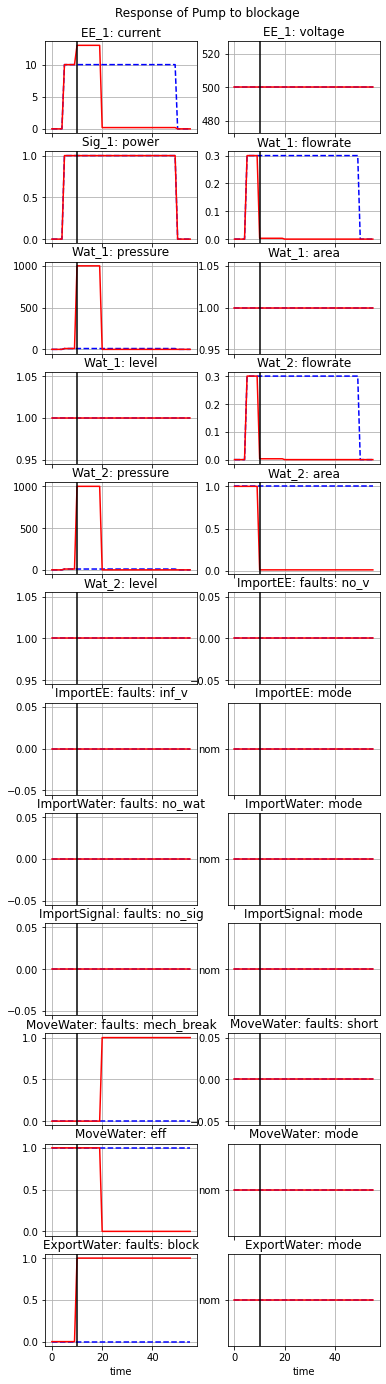 Response of Pump to blockage
EE_1: current
EE_1: voltage
10
5
0
520
500
480
Sig_1: power
Wat_1: flowrate
1.0
0.5
0.0
0.3
0.2
0.1
0.0
Wat_1: pressure
Wat_1: area
1000
500
0
1.05
1.00
0.95
Wat_1: level
Wat_2: flowrate
1.05
1.00
0.95
0.3
0.2
0.1
0.0
Wat_2: pressure
Wat_2: area
1000
500
0
1.0
0.5
0.0
Wat_2: level
ImportEE: faults: no_v
1.05
1.00
0.95
0.05
0.00
−0.05
ImportEE: faults: inf_v
ImportEE: mode
0.05
0.00
−0.05
nom
ImportWater: faults: no_wat
ImportWater: mode
0.05
0.00
−0.05
nom
ImportSignal: faults: no_sig
ImportSignal: mode
0.05
0.00
−0.05
nom
MoveWater: faults: mech_break
MoveWater: faults: short
1.0
0.5
0.0
0.05
0.00
−0.05
MoveWater: eff
MoveWater: mode
1.0
0.5
0.0
nom
ExportWater: faults: block
ExportWater: mode
1.0
0.5
0.0
nom
0 20 40
0 20 40
time
time